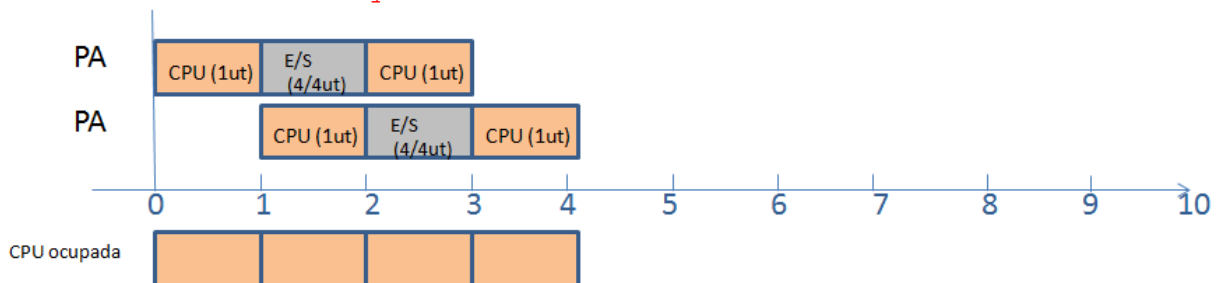 PA
CPU (1ut)
E/S
(4/4ut)
CPU (1ut)
PA
CPU (1ut)
E/S
(4/4ut)
CPU (1ut)
0 1 2 3 4 5 6 7 8 9 10
CPU ocupada